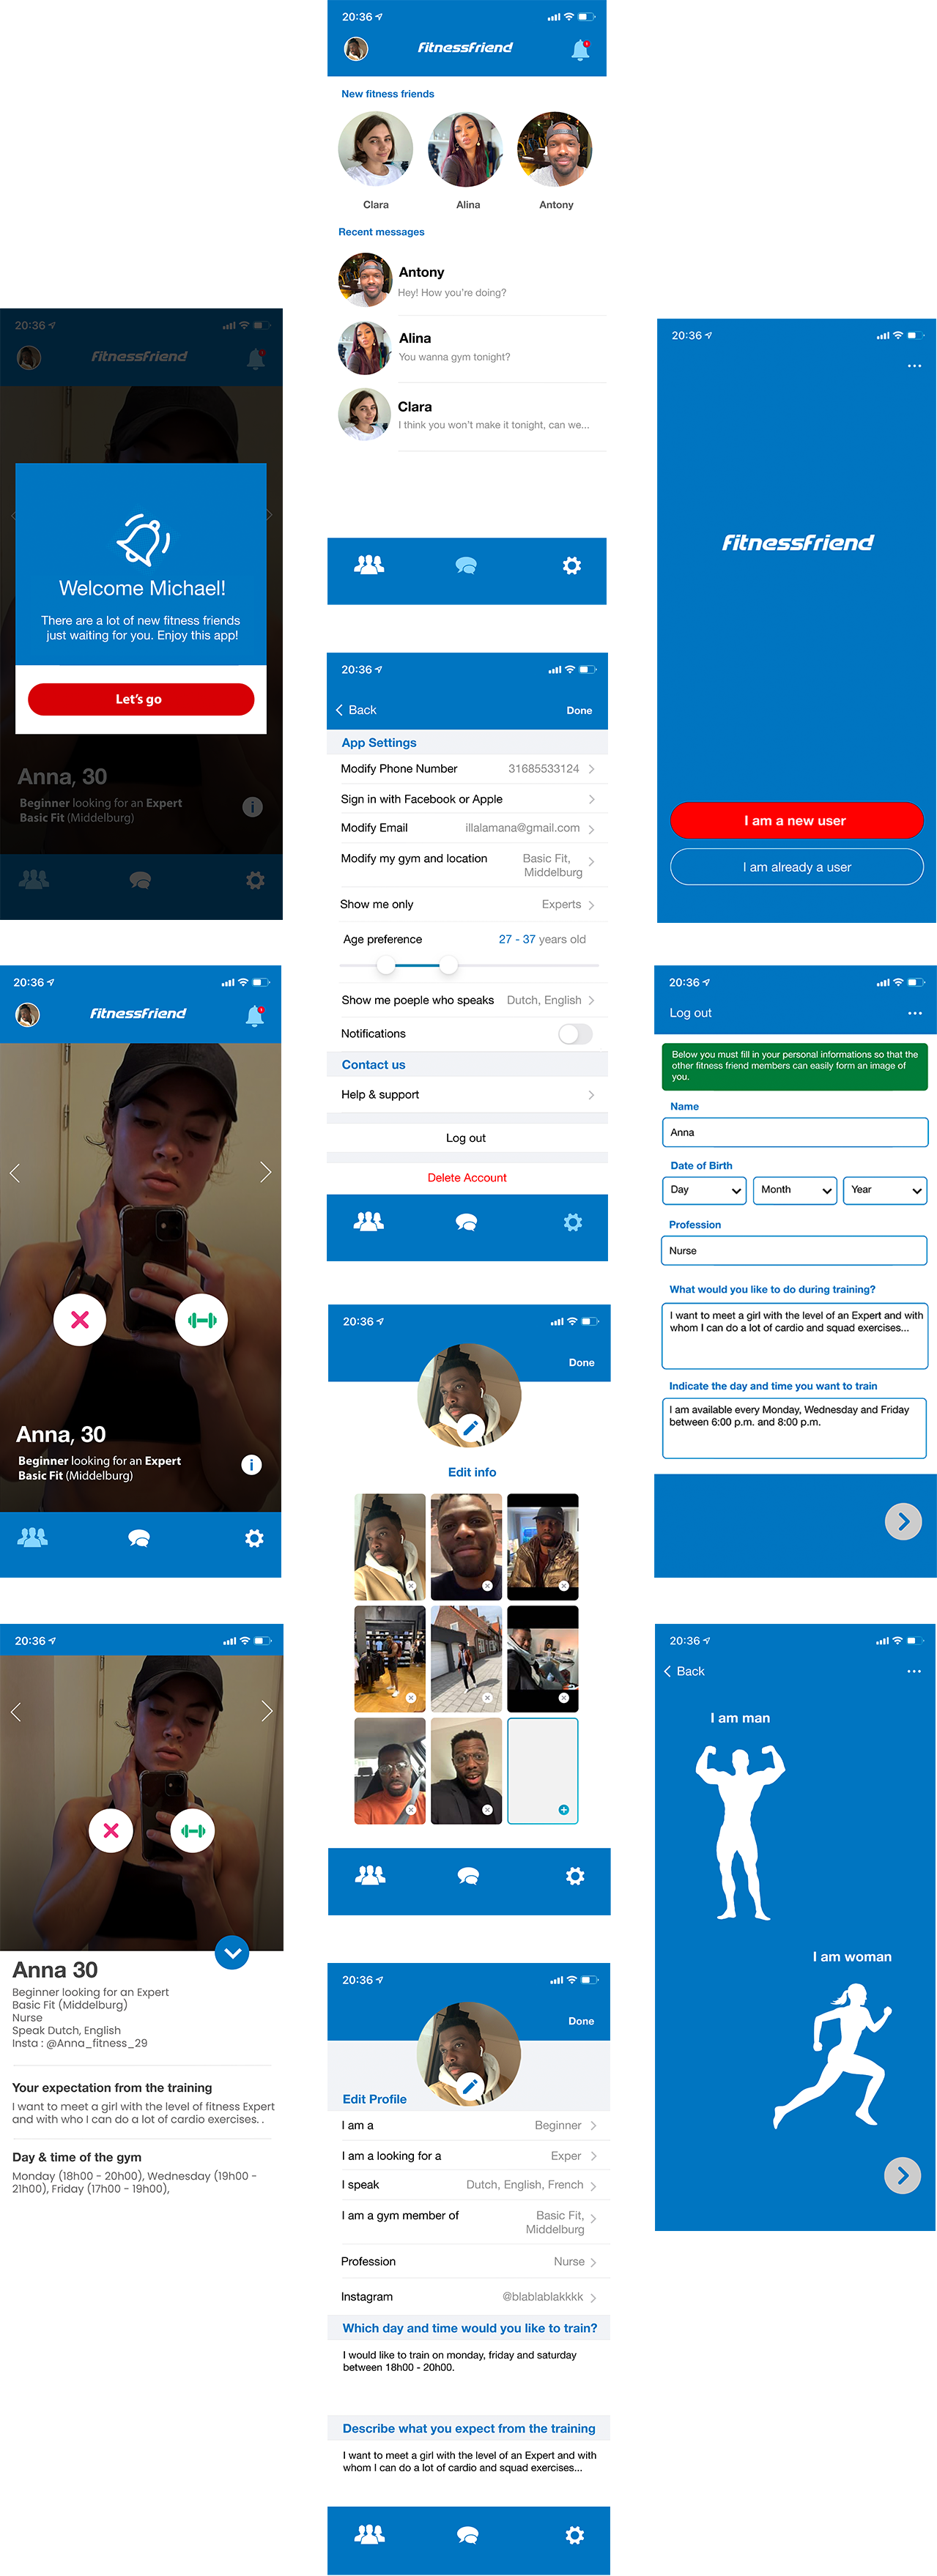 20:36
fitnessfriend
Welcome Michael!
There are a lot of new fitness friends
just waiting for you. Enjoy this app!
Let's go
Anna, 30
Beginner looking for an Expert
Basic Fit (Middelburg)
20:36
fitnessfriend
Anna, 30
Beginner looking for an Expert
Basic Fit (Middelburg)
20:36
Anna 30
Beginner looking for an Expert
Basic Fit (Middelburg)
Nurse
Speak Dutch, English
Insta : @Anna_fitness_29
Your expectation from the training
I want to meet a girl with the level of fitness Expert
and with who I can do a lot of cardio exercises. .
Day & time of the gym
Monday (18h00 - 20h00), Wednesday (19h00 -
21h00), Friday (17h00 - 19h00),
20:36
fitnessfriend
New fitness friends
Clara
Alina
Antony
Recent messages
Antony
Hey! How you're doing?
Alina
You wanna gym tonight?
Clara
I think you won't make it tonight, can we...
20:36
Back
Done
App Settings
Modify Phone Number 31685533124
Sign in with Facebook or Apple
Modify Email illalamana@gmail.com
Modify my gym and location Basic Fit,
Middelburg
Show me only Experts
Age preference 27 - 37 years old
Show me poeple who speaks Dutch, English
Notifications
Contact us
Help & support
Log out
Delete Account
20:36
Done
Edit info
20:36
Done
Edit Profile
I am a Beginner
I am a looking for a Exper
I speak Dutch, English, French
I am a gym member of Basic Fit,
Middelburg
Profession Nurse
Instagram @blablablakkkk
Which day and time would you like to train?
I would like to train on monday, friday and saturday
between 18h00 - 20h00.
Describe what you expect from the training
I want to meet a girl with the level of an Expert and with
whom I can do a lot of cardio and squad exercises...
20:36
fitnessfriend
I am a new user
I am already a user
20:36
Log out
Below you must fill in your personal informations so that the
other fitness friend members can easily form an image of
you.
Name
Anna
Date of Birth
Day Month Year
Profession
Nurse
What would you like to do during training?
I want to meet a girl with the level of an Expert and with
whom I can do a lot of cardio and squad exercises...
Indicate the day and time you want to train
I am available every Monday, Wednesday and Friday
between 6:00 p.m. and 8:00 p.m.
20:36
Back
I am man
I am woman